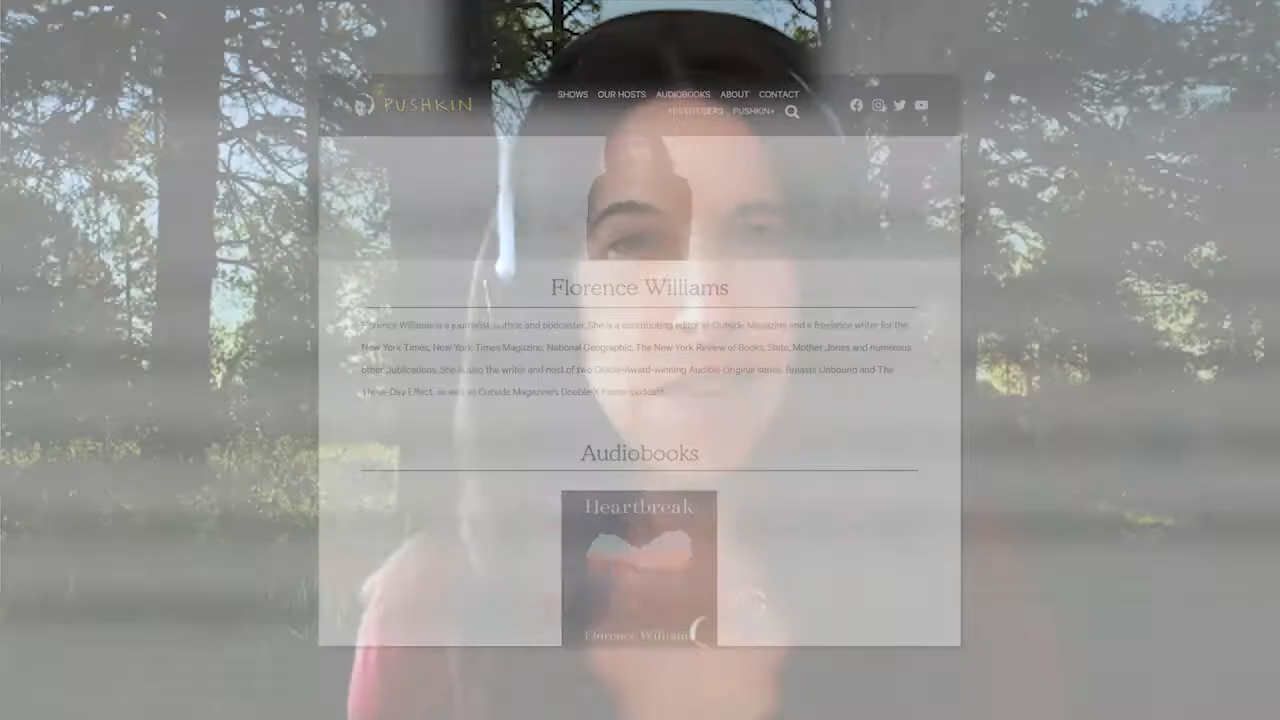 PUSHKIN
SHOWS OUR HOSTS AUDIOBOOKS ABOUT CONTACT
ADVERTISERS PUSHKIN+
Florence Williams
Florence Williams is a journalist, author, and podcaster. She is a contributing editor at Outside Magazine and a freelance writer for the
New York Times, New York Times Magazine, National Geographic, The New York Review of Books, Slate, Mother Jones and numerous
other publications. She is also the writer and host of two Gracie-Award-winning Audible Original series, Breasts Unbound and The
Three-Day Effect, as well as Outside Magazine's Double-X Factor podcast.
Audiobooks
Heartbreak
Florence Williams